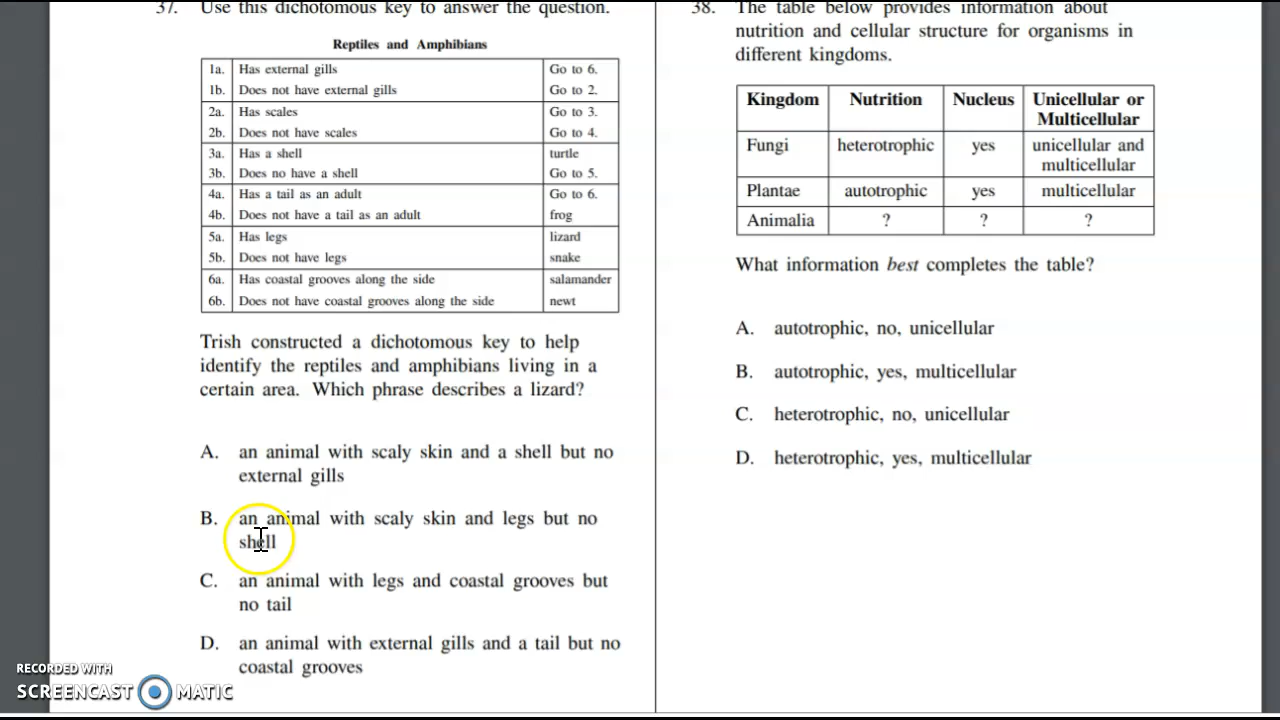 37. Use this dichotomous key to answer the question.
Reptiles and Amphibians
1a. Has external gills Go to 6.
1b. Does not have external gills Go to 2.
2a. Has scales Go to 3.
2b. Does not have scales Go to 4.
3a. Has a shell turtle
3b. Does no have a shell Go to 5.
4a. Has a tail as an adult Go to 6.
4b. Does not have a tail as an adult frog
5a. Has legs lizard
5b. Does not have legs snake
6a. Has coastal grooves along the side salamander
6b. Does not have coastal grooves along the side newt
Trish constructed a dichotomous key to help
identify the reptiles and amphibians living in a
certain area. Which phrase describes a lizard?
A. an animal with scaly skin and a shell but no
external gills
B. an animal with scaly skin and legs but no
shell
C. an animal with legs and coastal grooves but
no tail
D. an animal with external gills and a tail but no
coastal grooves
38. The table below provides information about
nutrition and cellular structure for organisms in
different kingdoms.
Kingdom Nutrition Nucleus Unicellular or
Multicellular
Fungi heterotrophic yes unicellular and
multicellular
Plantae autotrophic yes multicellular
Animalia ? ? ?
What information best completes the table?
A. autotrophic, no, unicellular
B. autotrophic, yes, multicellular
C. heterotrophic, no, unicellular
D. heterotrophic, yes, multicellular
RECORDED WITH
SCREENCAST MATIC